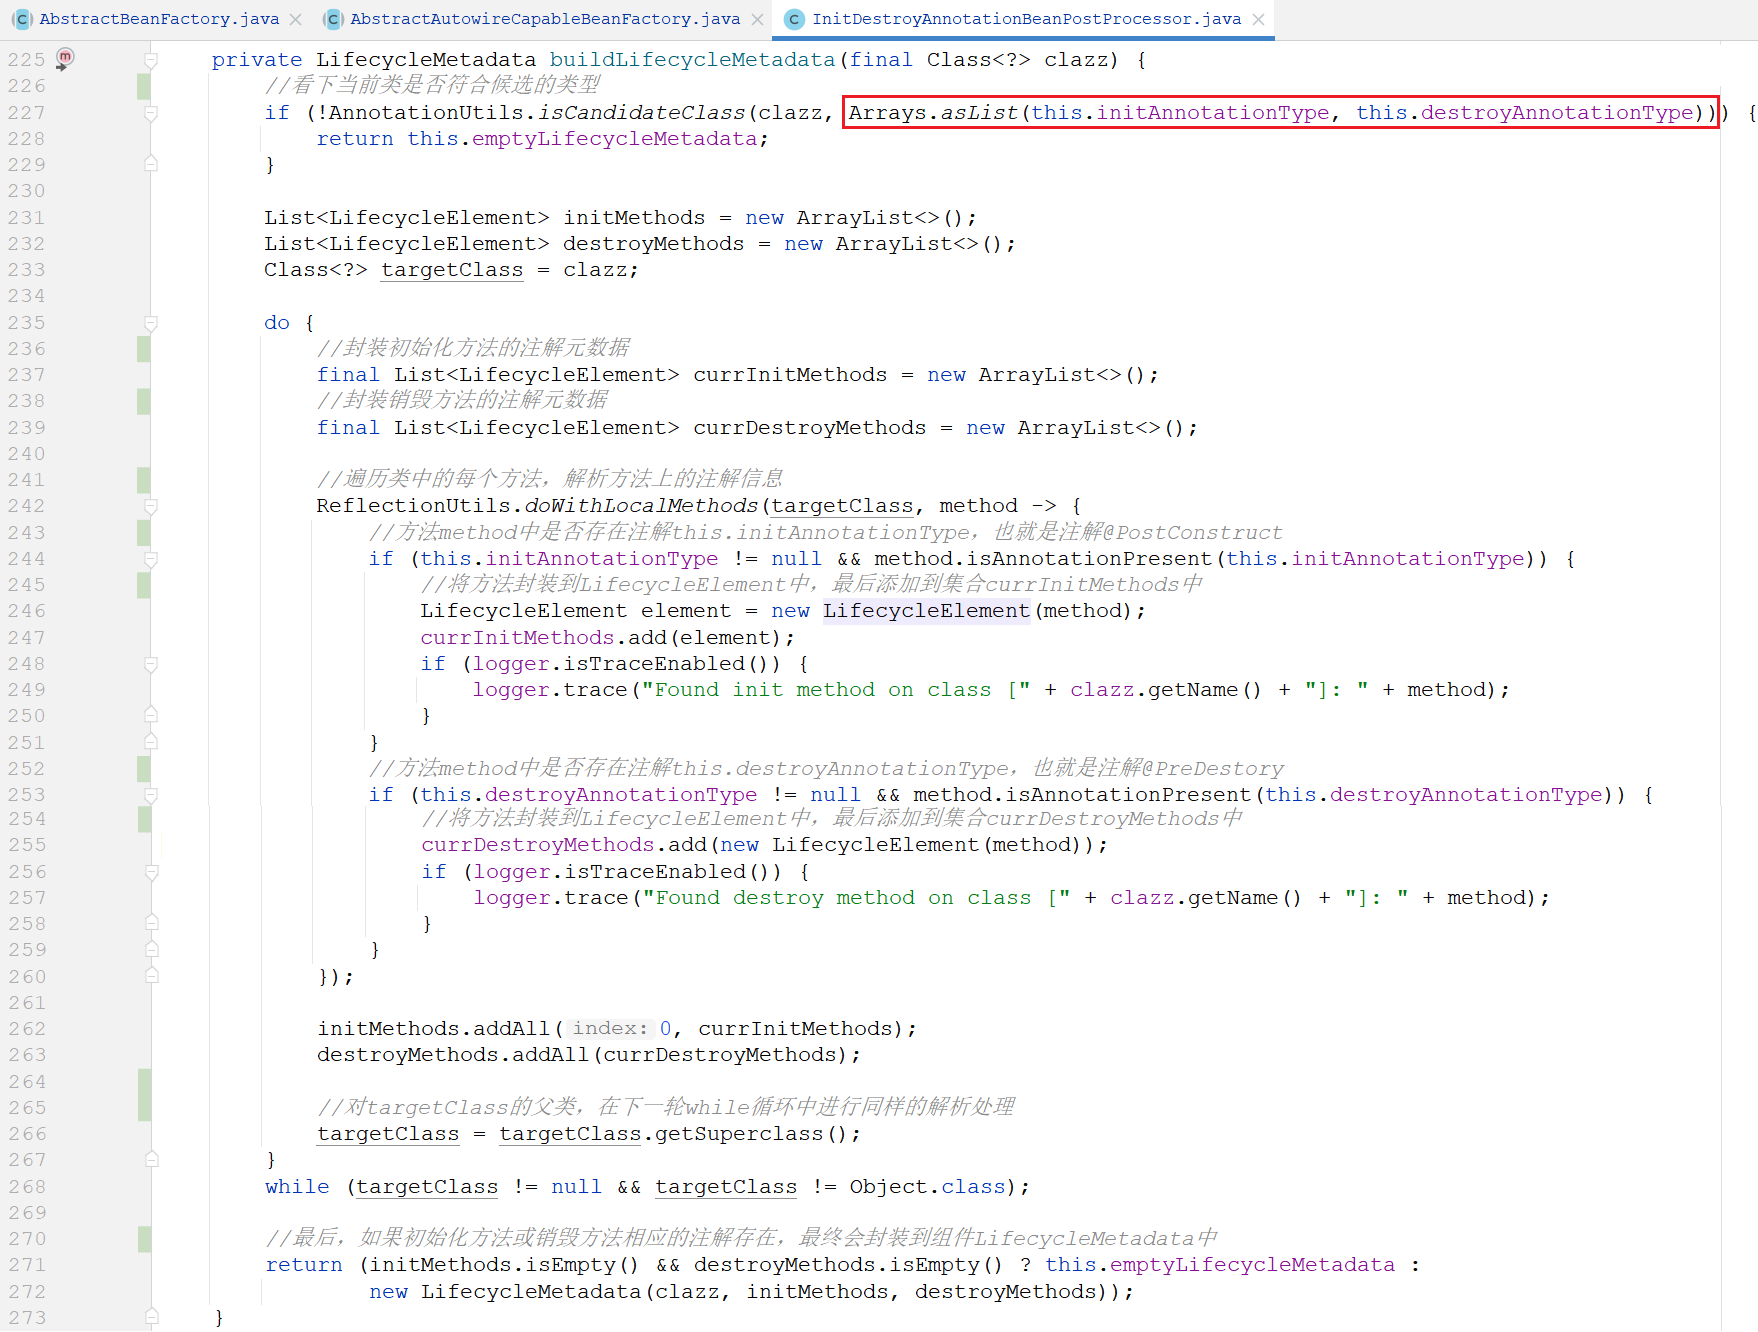 AbstractBeanFactory.java AbstractAutowireCapableBeanFactory.java InitDestroyAnnotationBeanPostProcessor.java
225 private LifecycleMetadata buildLifecycleMetadata(final Class<?> clazz) {
226 //看下当前类是否符合候选的类型
227 if (!AnnotationUtils.isCandidateClass(clazz, Arrays.asList(this.initAnnotationType, this.destroyAnnotationType))) {
228 return this.emptyLifecycleMetadata;
229 }
230
231 List<LifecycleElement> initMethods = new ArrayList<>();
232 List<LifecycleElement> destroyMethods = new ArrayList<>();
233 Class<?> targetClass = clazz;
234
235 do {
236 //封装初始化方法的注解元数据
237 final List<LifecycleElement> currInitMethods = new ArrayList<>();
238 //封装销毁方法的注解元数据
239 final List<LifecycleElement> currDestroyMethods = new ArrayList<>();
240
241 //遍历类中的每个方法，解析方法上的注解信息
242 ReflectionUtils.doWithLocalMethods(targetClass, method -> {
243 //方法method中是否存在注解this.initAnnotationType，也就是注解@PostConstruct
244 if (this.initAnnotationType != null && method.isAnnotationPresent(this.initAnnotationType)) {
245 //将方法封装到LifecycleElement中，最后添加到集合currInitMethods中
246 LifecycleElement element = new LifecycleElement(method);
247 currInitMethods.add(element);
248 if (logger.isTraceEnabled()) {
249 logger.trace("Found init method on class [" + clazz.getName() + "]: " + method);
250 }
251 }
252 //方法method中是否存在注解this.destroyAnnotationType，也就是注解@PreDestory
253 if (this.destroyAnnotationType != null && method.isAnnotationPresent(this.destroyAnnotationType)) {
254 //将方法封装到LifecycleElement中，最后添加到集合currDestroyMethods中
255 currDestroyMethods.add(new LifecycleElement(method));
256 if (logger.isTraceEnabled()) {
257 logger.trace("Found destroy method on class [" + clazz.getName() + "]: " + method);
258 }
259 }
260 });
261
262 initMethods.addAll( index: 0, currInitMethods);
263 destroyMethods.addAll(currDestroyMethods);
264
265 //对targetClass的父类，在下一轮while循环中进行同样的解析处理
266 targetClass = targetClass.getSuperclass();
267 }
268 while (targetClass != null && targetClass != Object.class);
269
270 //最后，如果初始化方法或销毁方法相应的注解存在，最终会封装到组件LifecycleMetadata中
271 return (initMethods.isEmpty() && destroyMethods.isEmpty() ? this.emptyLifecycleMetadata :
272 new LifecycleMetadata(clazz, initMethods, destroyMethods));
273 }